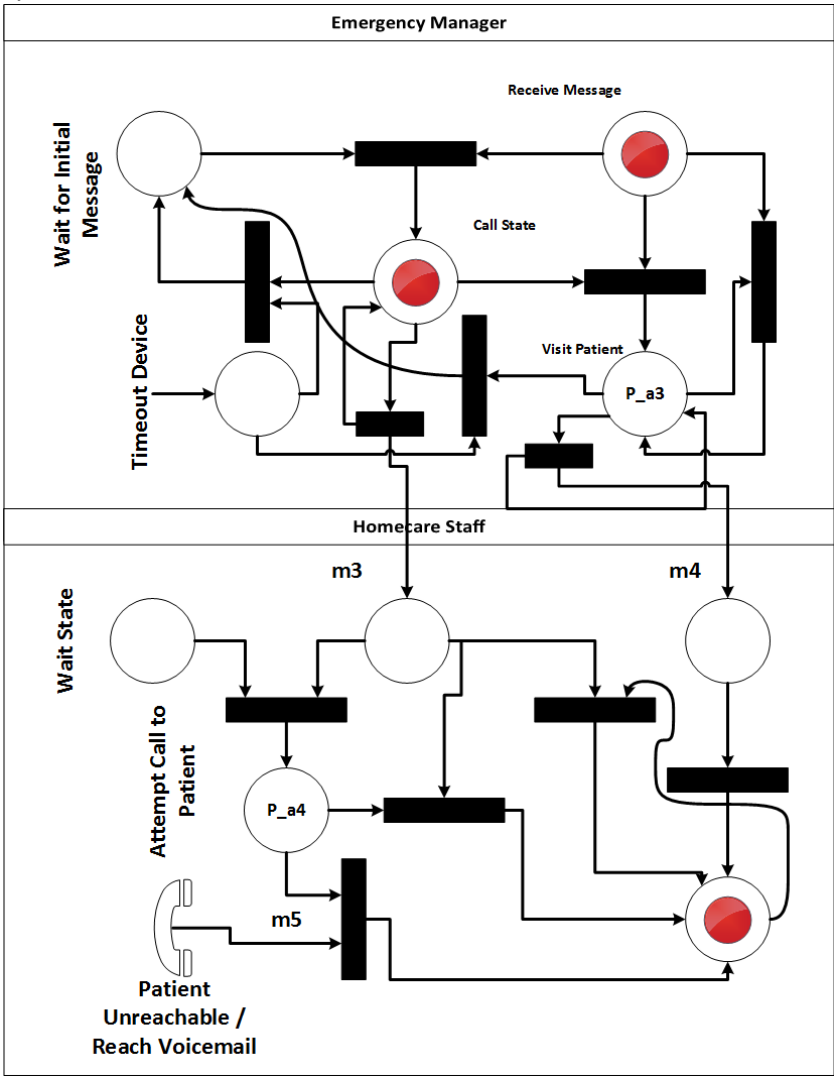 Emergency Manager
Receive Message
Wait for Initial
Message
Call State
Timeout Device
Visit Patient
P_a3
Homecare Staff
m3
m4
Wait State
Attempt Call to
Patient
P_a4
m5
Patient
Unreachable /
Reach Voicemail